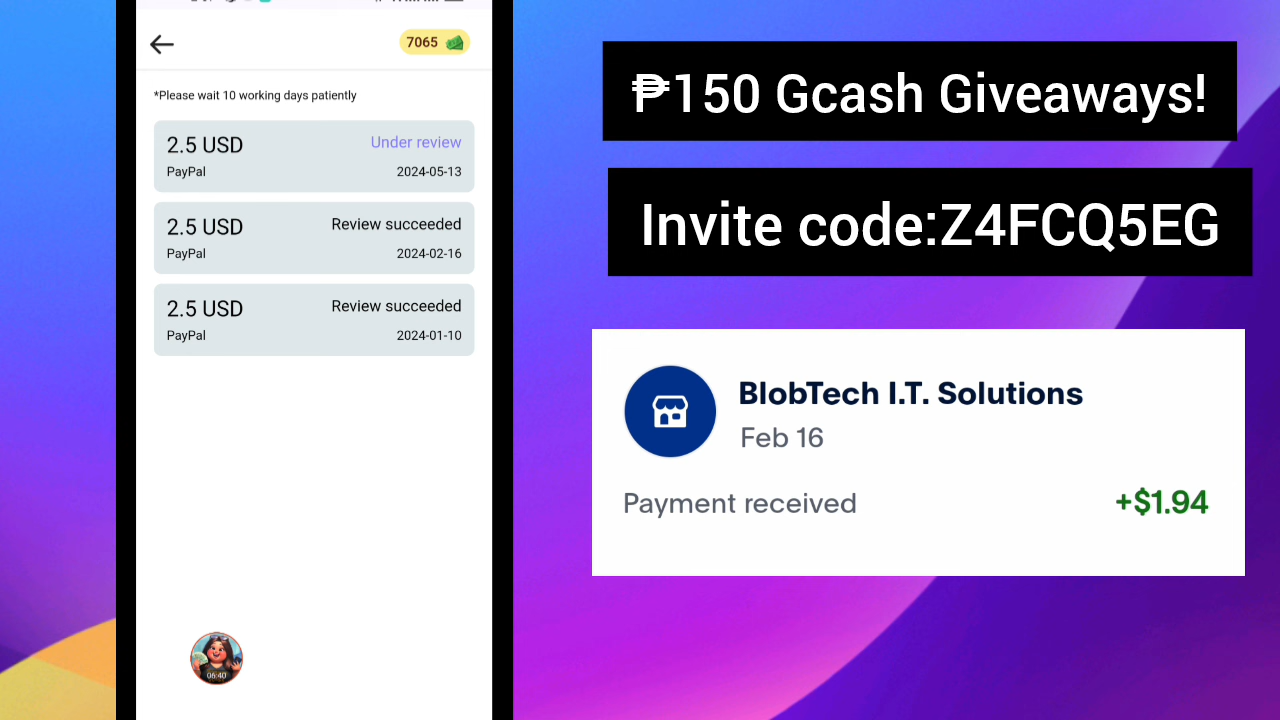 7065
*Please wait 10 working days patiently
2.5 USD
Under review
PayPal
2024-05-13
2.5 USD
Review succeeded
PayPal
2024-02-16
2.5 USD
Review succeeded
PayPal
2024-01-10
06:40
₱150 Gcash Giveaways!
Invite code:Z4FCQ5EG
BlobTech I.T. Solutions
Feb 16
Payment received
+$1.94